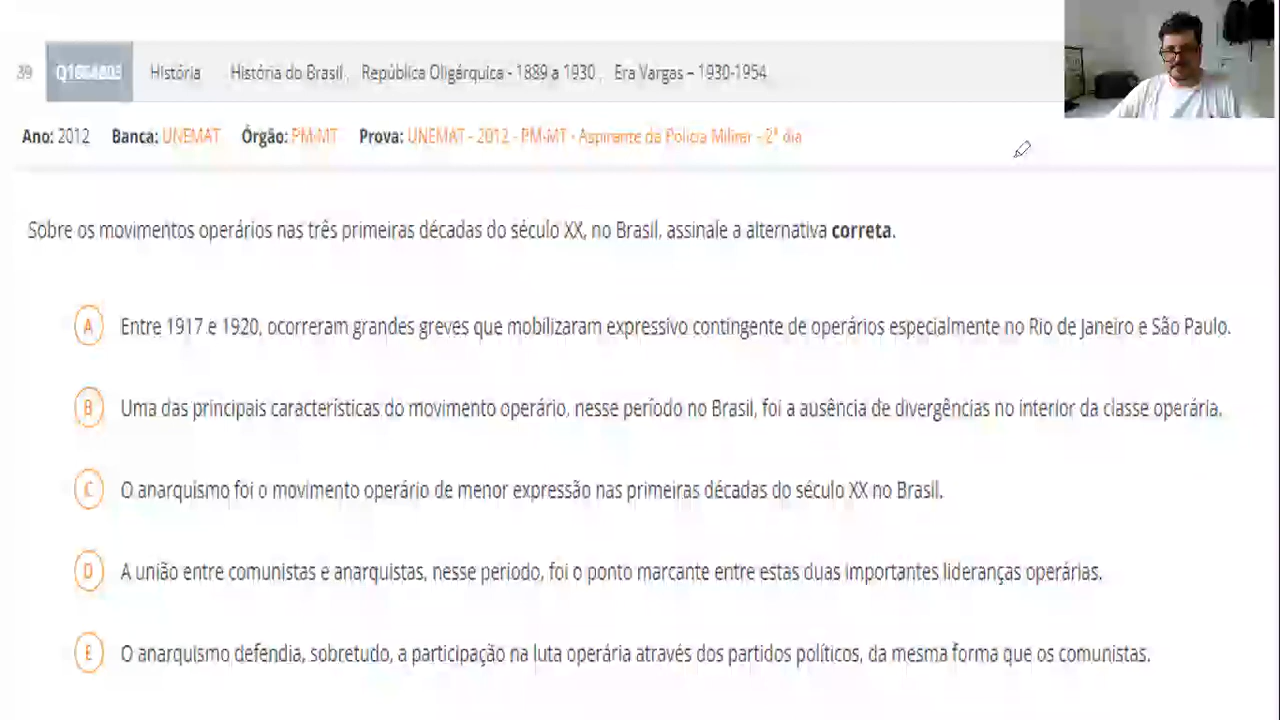 39 História História do Brasil , República Oligárquica - 1889 a 1930 , Era Vargas – 1930-1954
Ano: 2012 Banca: UNEMAT Órgão: PM-MT Prova: UNEMAT - 2012 - PM-MT - Aspirante da Polícia Militar - 2º dia
Sobre os movimentos operários nas três primeiras décadas do século XX, no Brasil, assinale a alternativa correta.
A Entre 1917 e 1920, ocorreram grandes greves que mobilizaram expressivo contingente de operários especialmente no Rio de Janeiro e São Paulo.
B Uma das principais características do movimento operário, nesse período no Brasil, foi a ausência de divergências no interior da classe operária.
C O anarquismo foi o movimento operário de menor expressão nas primeiras décadas do século XX no Brasil.
D A união entre comunistas e anarquistas, nesse período, foi o ponto marcante entre estas duas importantes lideranças operárias.
E O anarquismo defendia, sobretudo, a participação na luta operária através dos partidos políticos, da mesma forma que os comunistas.